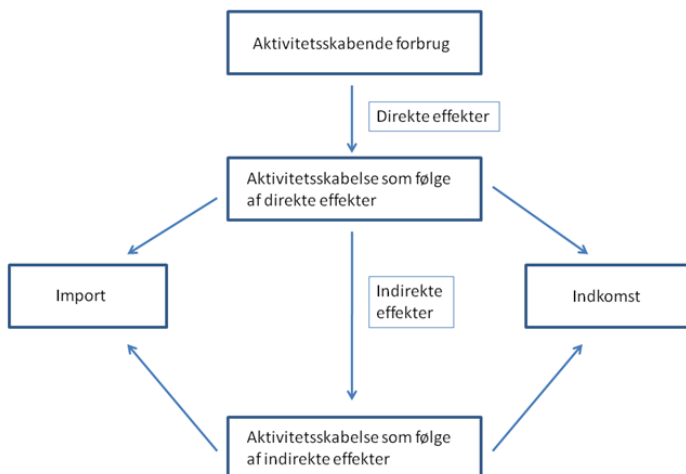 Aktivitetsskabende forbrug
Direkte effekter
Aktivitetsskabelse som følge
af direkte effekter
Import
Indirekte
effekter
Indkomst
Aktivitetsskabelse som følge
af indirekte effekter